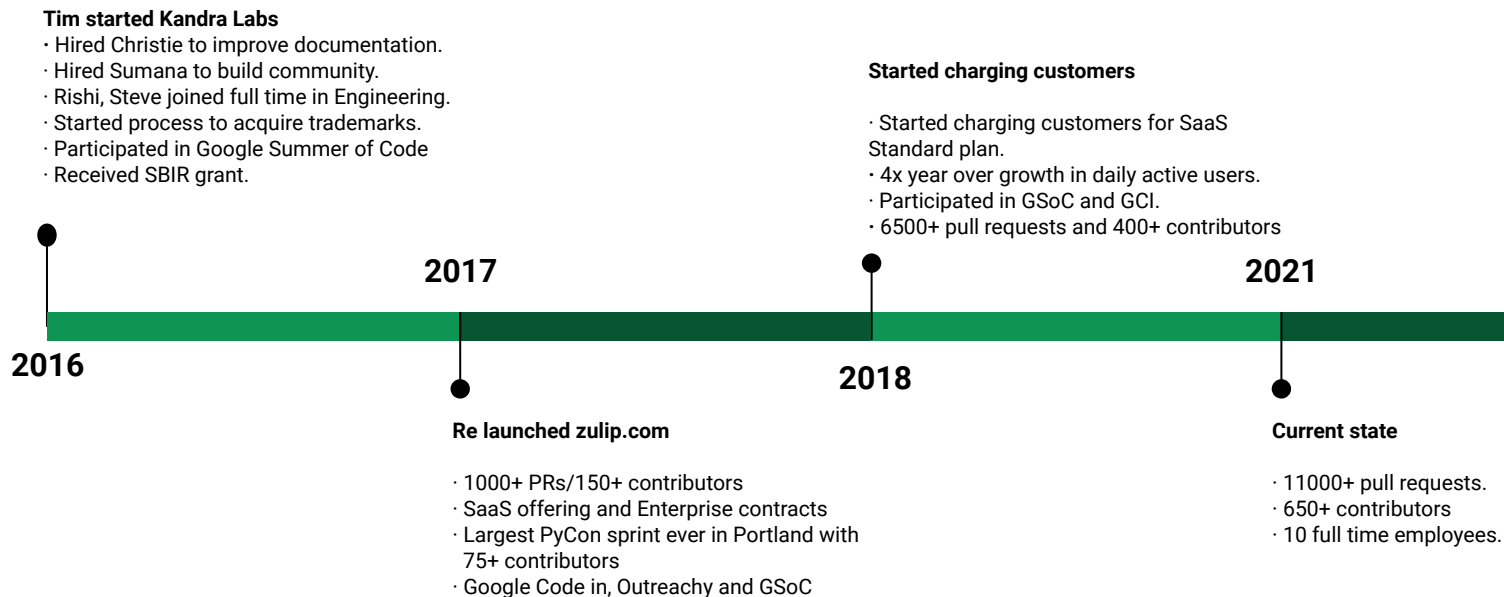 Tim started Kandra Labs
· Hired Christie to improve documentation.
· Hired Sumana to build community.
· Rishi, Steve joined full time in Engineering.
· Started process to acquire trademarks.
· Participated in Google Summer of Code
· Received SBIR grant.
2016
2017
Re launched zulip.com
· 1000+ PRs/150+ contributors
· SaaS offering and Enterprise contracts
· Largest PyCon sprint ever in Portland with
75+ contributors
· Google Code in, Outreachy and GSoC
Started charging customers
· Started charging customers for SaaS
Standard plan.
· 4x year over growth in daily active users.
· Participated in GSoC and GCI.
· 6500+ pull requests and 400+ contributors
2018
2021
Current state
· 11000+ pull requests.
· 650+ contributors
· 10 full time employees.